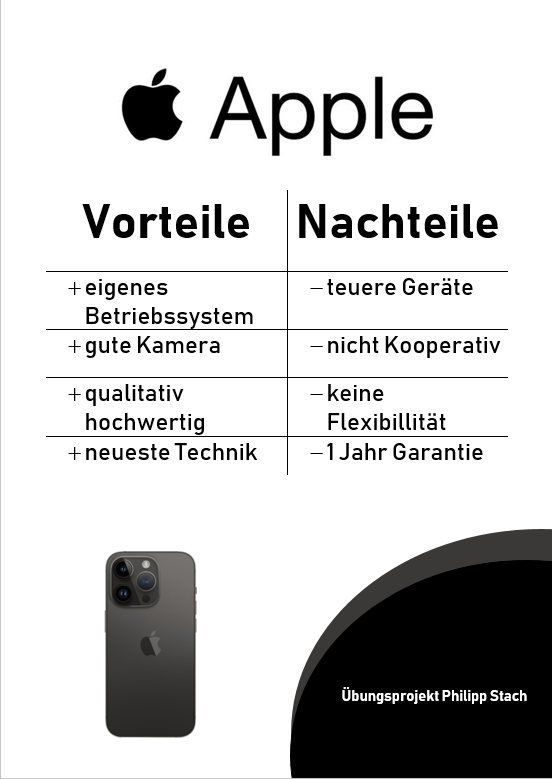 Apple
Vorteile Nachteile
+ eigenes
Betriebssystem
– teuere Geräte
+ gute Kamera
– nicht Kooperativ
+ qualitativ
hochwertig
– keine
Flexibillität
+ neueste Technik
– 1 Jahr Garantie
Übungsprojekt Philipp Stach